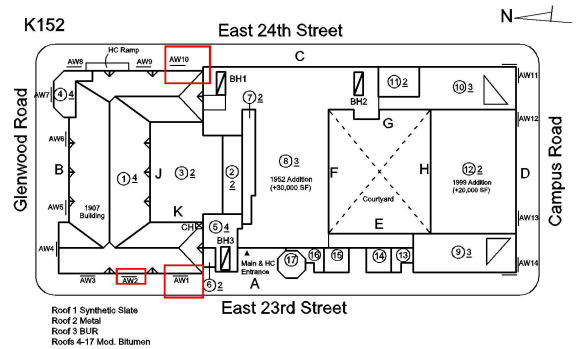 K152
East 24th Street
N
HC Ramp
AW8
AW9
AW10
C
BH1
BH2
11 2
10 3
AW11
AW7
4 4
7 2
G
AW12
Glenwood Road
AW6
B
1 4
J
3 2
2 2
8 3
1952 Addition
(+30,000 SF)
F
H
12 2
1999 Addition
(+20,000 SF)
D
Campus Road
1907
Building
Courtyard
AW5
K
CH
5 4
E
AW13
AW4
BH3
Main & HC
Entrance
17
16
15
14
13
9 3
AW14
AW3
AW2
AW1
6 2
A
East 23rd Street
Roof 1 Synthetic Slate
Roof 2 Metal
Roof 3 BUR
Roofs 4-17 Mod. Bitumen